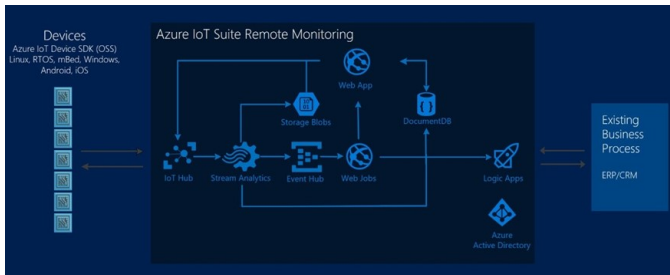 Devices
Azure IoT Device SDK (OSS)
Linux, RTOS, mBed, Windows,
Android, iOS
Azure IoT Suite Remote Monitoring
Web App
Storage Blobs
DocumentDB
IoT Hub
Stream Analytics
Event Hub
Web Jobs
Logic Apps
Azure
Active Directory
Existing
Business
Process
ERP/CRM